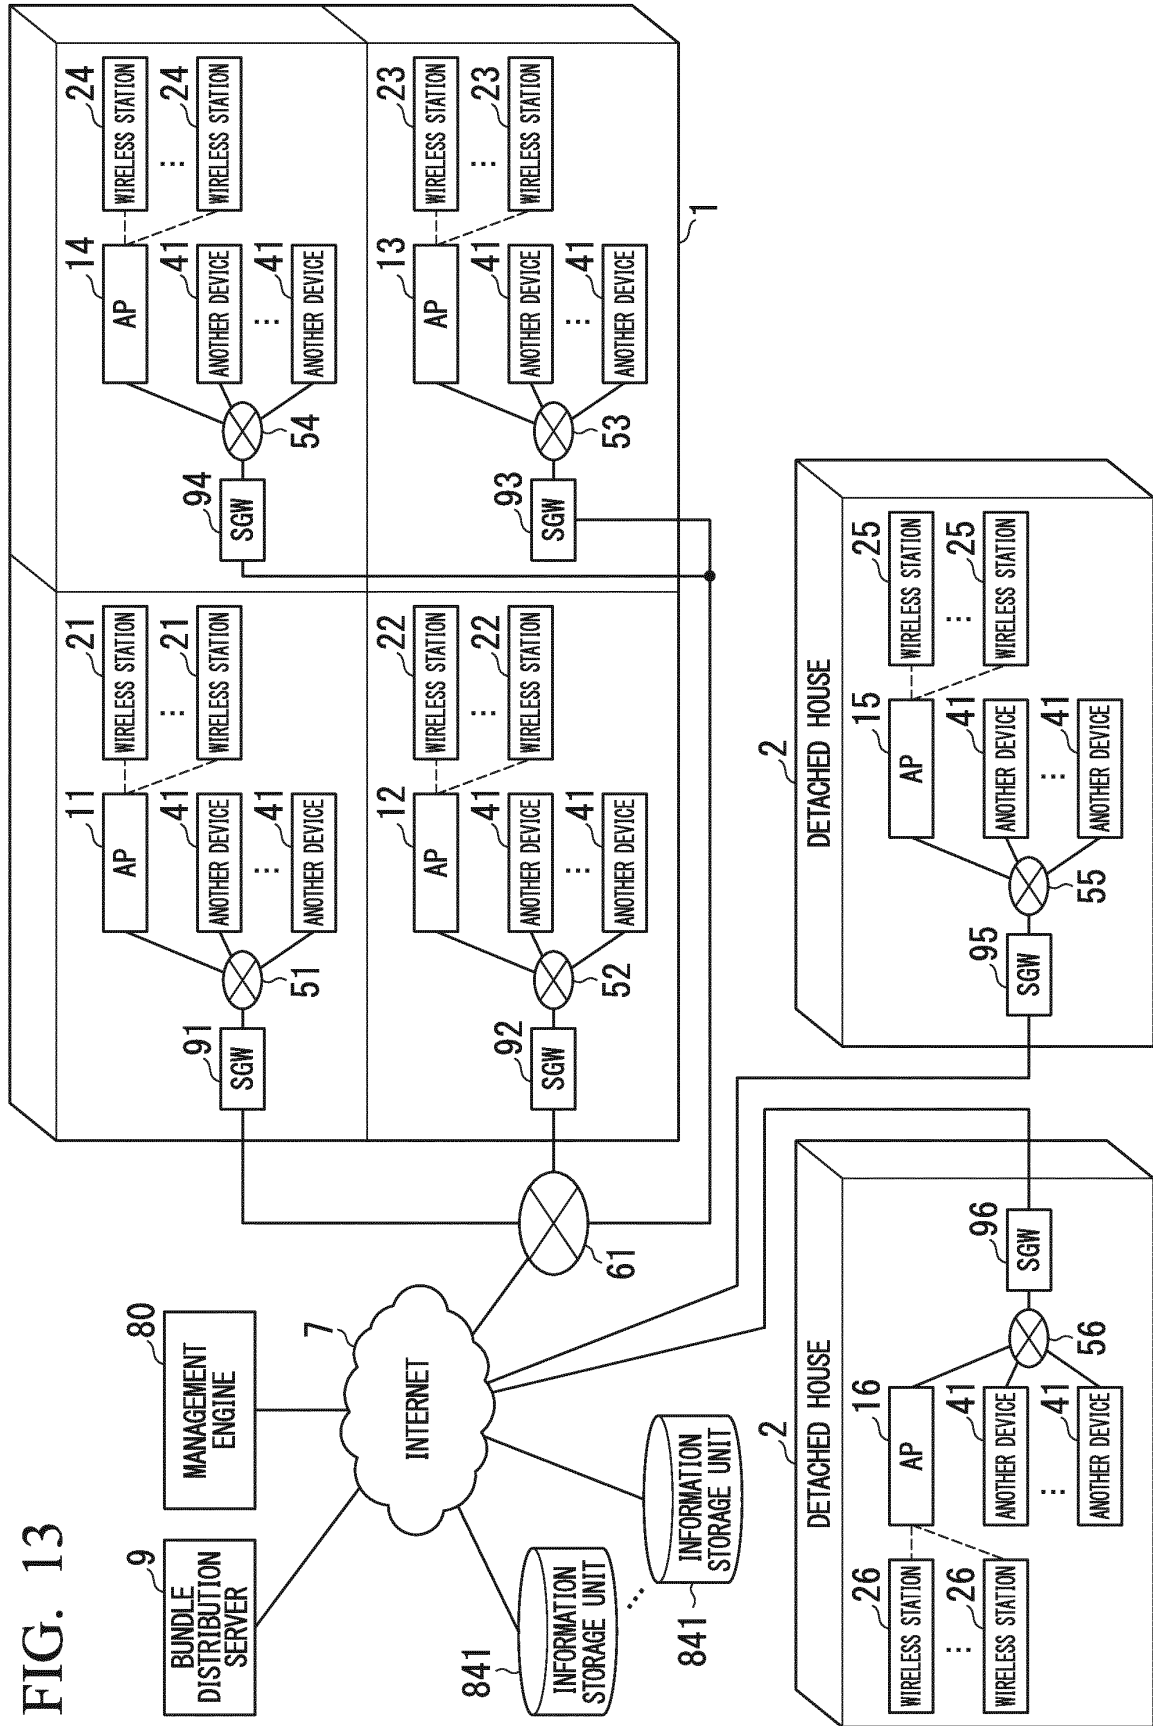 FIG. 13
9
BUNDLE
DISTRIBUTION
SERVER
80
MANAGEMENT
ENGINE
7
INTERNET
841
INFORMATION
STORAGE UNIT
...
841
INFORMATION
STORAGE UNIT
61
1
91
SGW
51
11
AP
41
ANOTHER DEVICE
...
41
ANOTHER DEVICE
21
WIRELESS STATION
...
21
WIRELESS STATION
94
SGW
54
14
AP
41
ANOTHER DEVICE
...
41
ANOTHER DEVICE
24
WIRELESS STATION
...
24
WIRELESS STATION
92
SGW
52
12
AP
41
ANOTHER DEVICE
...
41
ANOTHER DEVICE
22
WIRELESS STATION
...
22
WIRELESS STATION
93
SGW
53
13
AP
41
ANOTHER DEVICE
...
41
ANOTHER DEVICE
23
WIRELESS STATION
...
23
WIRELESS STATION
2
DETACHED HOUSE
26
WIRELESS STATION
...
26
WIRELESS STATION
16
AP
41
ANOTHER DEVICE
...
41
ANOTHER DEVICE
56
96
SGW
2
DETACHED HOUSE
95
SGW
55
15
AP
41
ANOTHER DEVICE
...
41
ANOTHER DEVICE
25
WIRELESS STATION
...
25
WIRELESS STATION